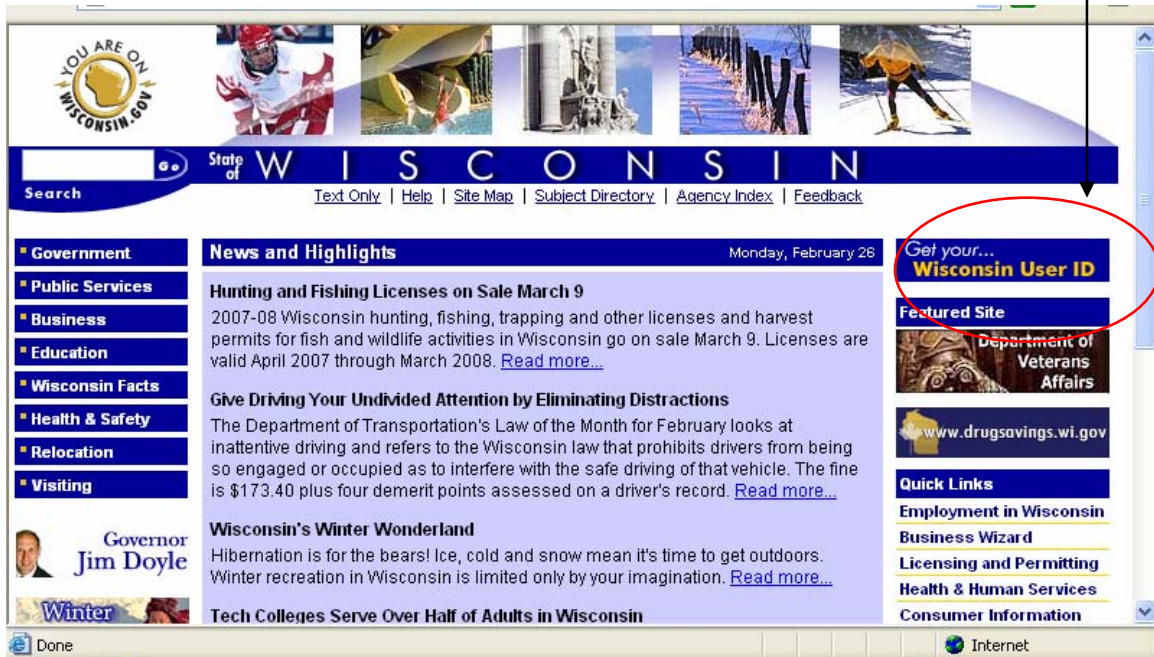 YOU ARE ON
WISCONSIN.GOV
Go
Search
State of WISCONSIN
Text Only | Help | Site Map | Subject Directory | Agency Index | Feedback
Government
Public Services
Business
Education
Wisconsin Facts
Health & Safety
Relocation
Visiting
Governor
Jim Doyle
Winter
News and Highlights
Monday, February 26
Hunting and Fishing Licenses on Sale March 9
2007-08 Wisconsin hunting, fishing, trapping and other licenses and harvest
permits for fish and wildlife activities in Wisconsin go on sale March 9. Licenses are
valid April 2007 through March 2008. Read more...
Give Driving Your Undivided Attention by Eliminating Distractions
The Department of Transportation's Law of the Month for February looks at
inattentive driving and refers to the Wisconsin law that prohibits drivers from being
so engaged or occupied as to interfere with the safe driving of that vehicle. The fine
is $173.40 plus four demerit points assessed on a driver's record. Read more...
Wisconsin's Winter Wonderland
Hibernation is for the bears! Ice, cold and snow mean it's time to get outdoors.
Winter recreation in Wisconsin is limited only by your imagination. Read more...
Tech Colleges Serve Over Half of Adults in Wisconsin
Get your...
Wisconsin User ID
Featured Site
Department of
Veterans
Affairs
www.drugsavings.wi.gov
Quick Links
Employment in Wisconsin
Business Wizard
Licensing and Permitting
Health & Human Services
Consumer Information
Done
Internet